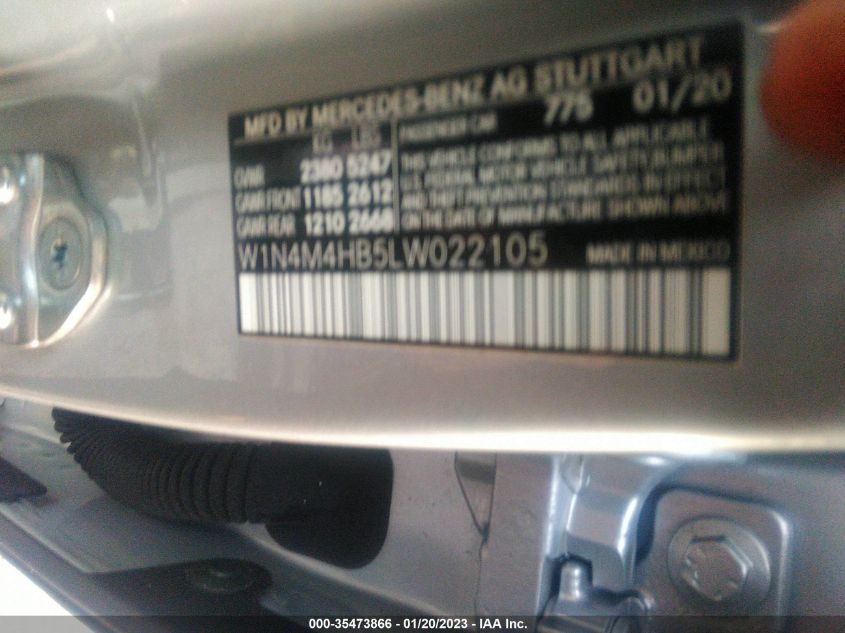 MFD BY MERCEDES-BENZ AG STUTTGART
KG LBS PASSENGER CAR 775 01/20
GVWR 2380 5247
GAWR FRONT 1185 2612
GAWR REAR 1210 2668
THIS VEHICLE CONFORMS TO ALL APPLICABLE
U.S. FEDERAL MOTOR VEHICLE SAFETY/BUMPER
AND THEFT PREVENTION STANDARDS IN EFFECT
ON THE DATE OF MANUFACTURE SHOWN ABOVE
W1N4M4HB5LW022105 MADE IN MEXICO
000-35473866 - 01/20/2023 - IAA Inc.